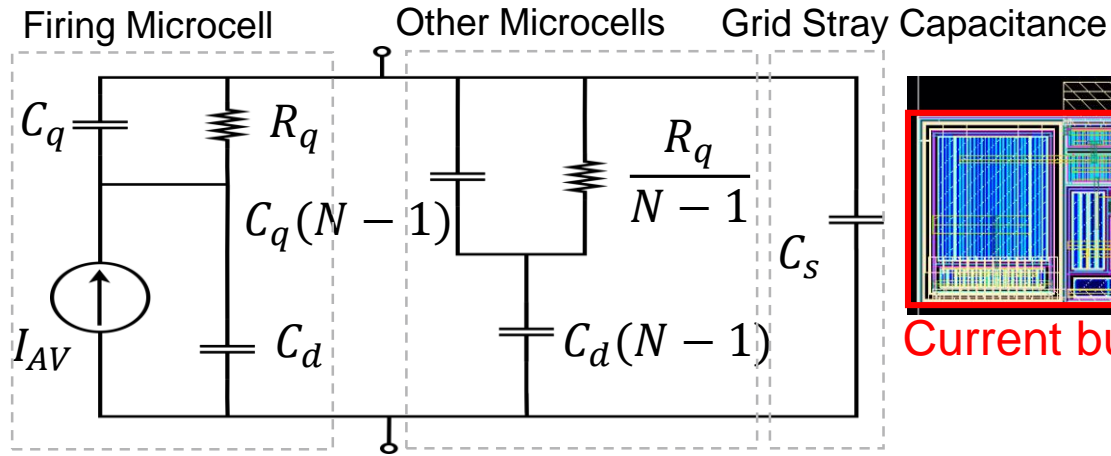 Firing Microcell
Other Microcells
Grid Stray Capacitance
C_q
R_q
C_q(N − 1)
R_q
N − 1
C_s
I_AV
C_d
C_d(N − 1)
Current bu